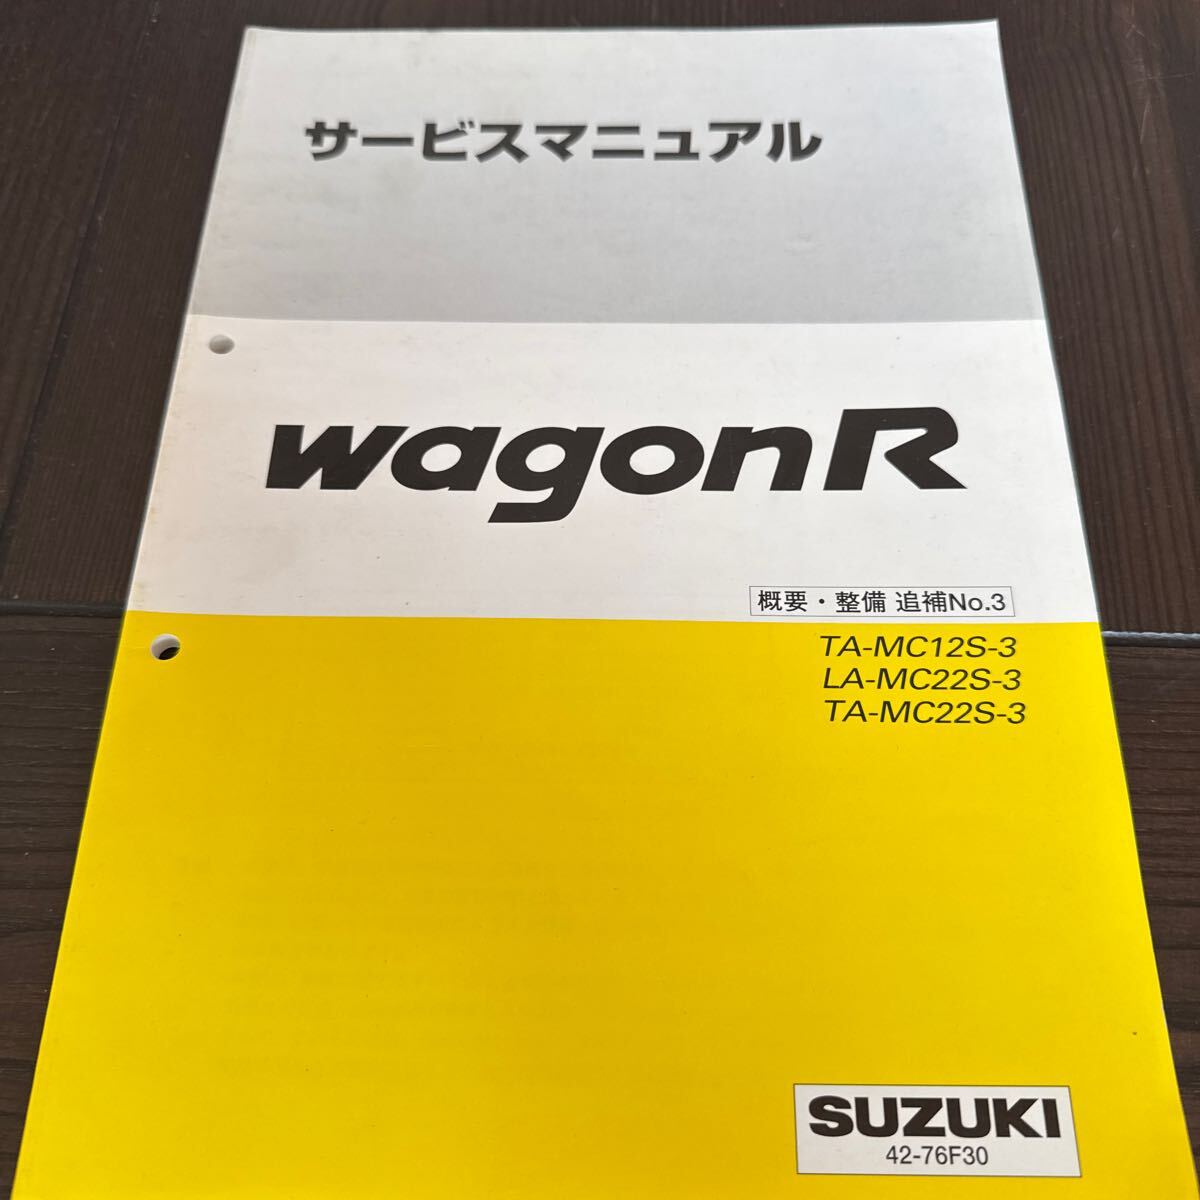 サービスマニュアル
wagonR
概要・整備 追補No.3
TA-MC12S-3
LA-MC22S-3
TA-MC22S-3
SUZUKI
42-76F30